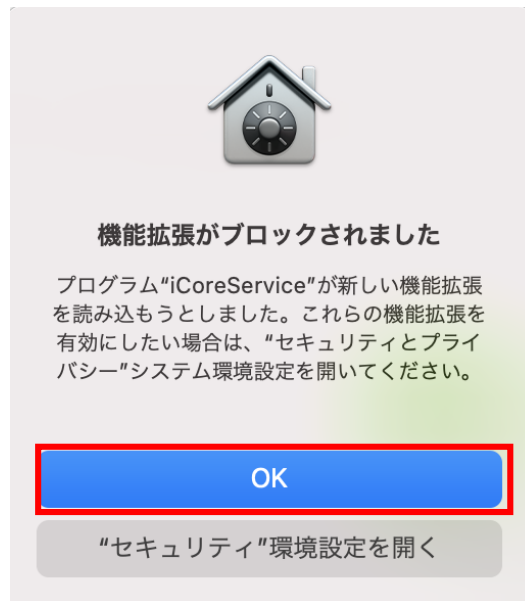 機能拡張がブロックされました
プログラム“iCoreService”が新しい機能拡張
を読み込もうとしました。これらの機能拡張を
有効にしたい場合は、“セキュリティとプライ
バシー”システム環境設定を開いてください。
OK
“セキュリティ”環境設定を開く